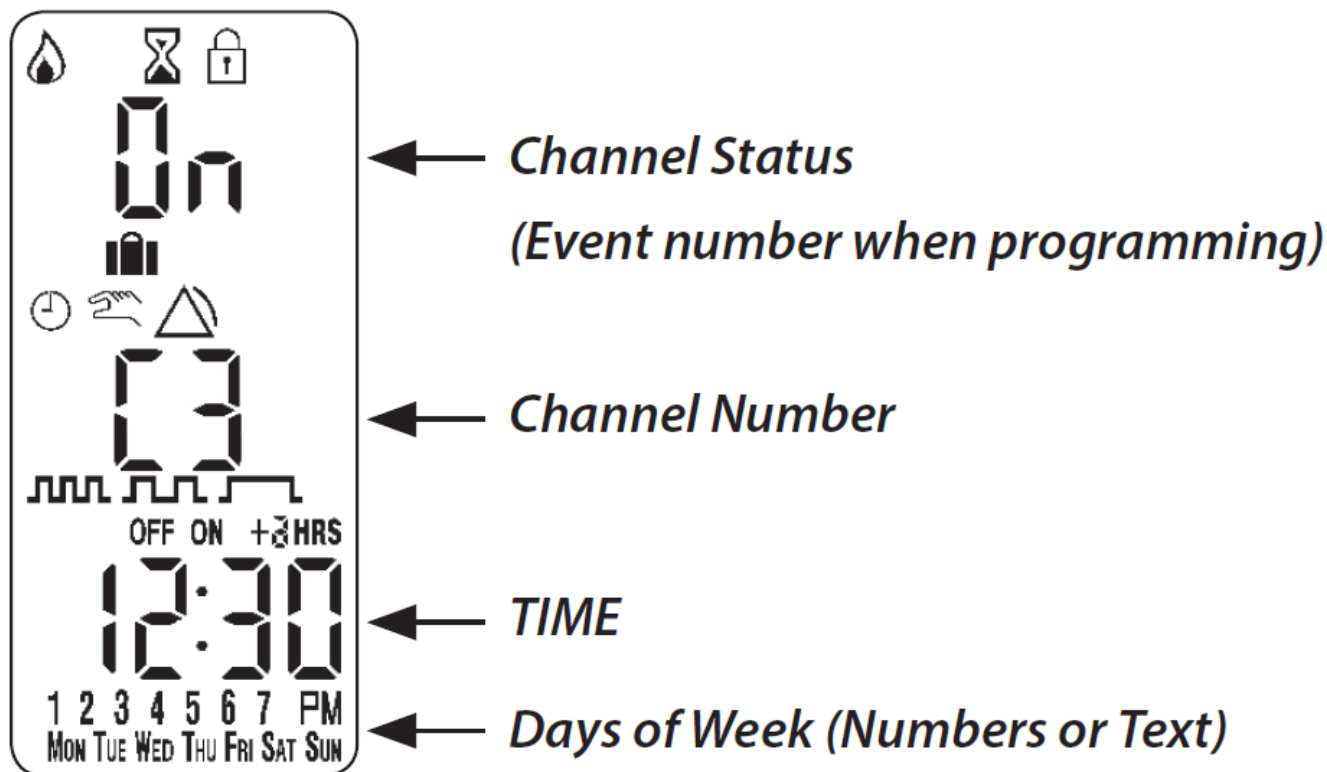 On
Channel Status
(Event number when programming)
C3
Channel Number
OFF ON +3HRS
12:30
TIME
1 2 3 4 5 6 7 PM
MON TUE WED THU FRI SAT SUN
Days of Week (Numbers or Text)